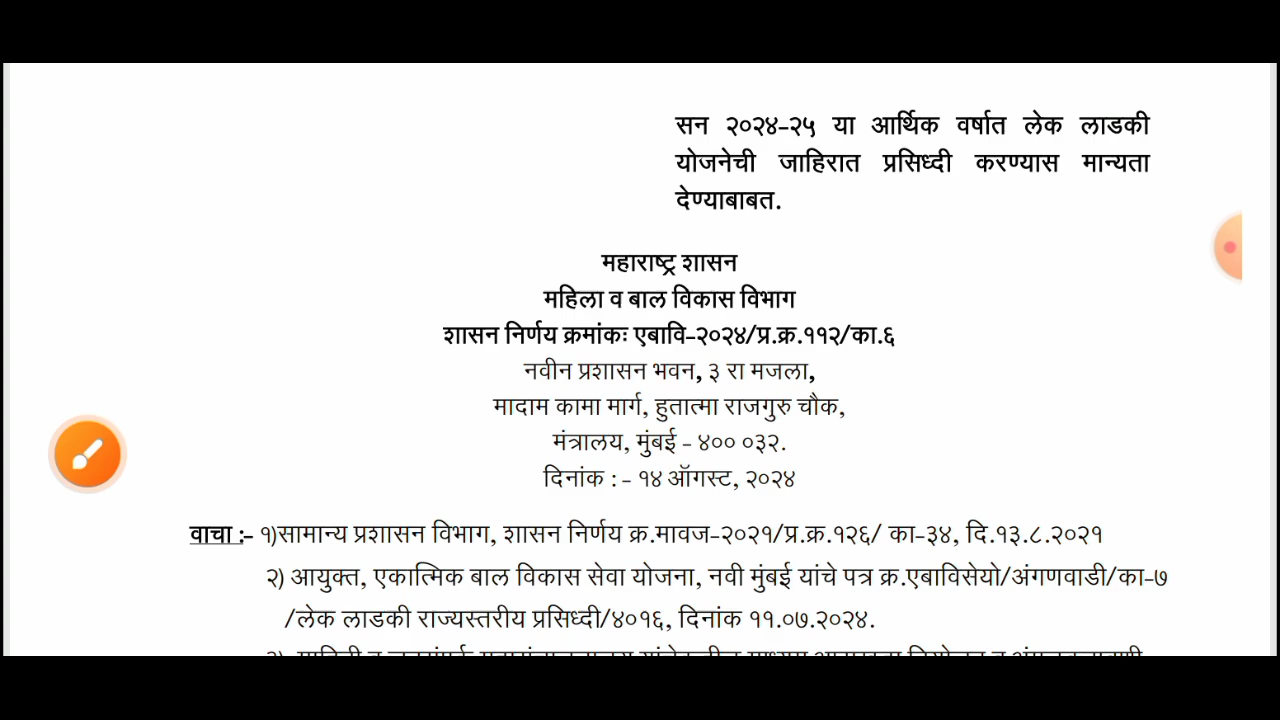 सन २०२४-२५ या आर्थिक वर्षात लेक लाडकी
योजनेची जाहिरात प्रसिध्दी करण्यास मान्यता
देण्याबाबत.
महाराष्ट्र शासन
महिला व बाल विकास विभाग
शासन निर्णय क्रमांकः एबावि-२०२४/प्र.क्र.११२/का.६
नवीन प्रशासन भवन, ३ रा मजला,
मादाम कामा मार्ग, हुतात्मा राजगुरु चौक,
मंत्रालय, मुंबई - ४०० ०३२.
दिनांक : - १४ ऑगस्ट, २०२४
वाचा :- १)सामान्य प्रशासन विभाग, शासन निर्णय क्र.मावज-२०२१/प्र.क्र.१२६/ का-३४, दि.१३.८.२०२१
२) आयुक्त, एकात्मिक बाल विकास सेवा योजना, नवी मुंबई यांचे पत्र क्र.एबाविसेयो/अंगणवाडी/का-७
/लेक लाडकी राज्यस्तरीय प्रसिध्दी/४०१६, दिनांक ११.०७.२०२४.